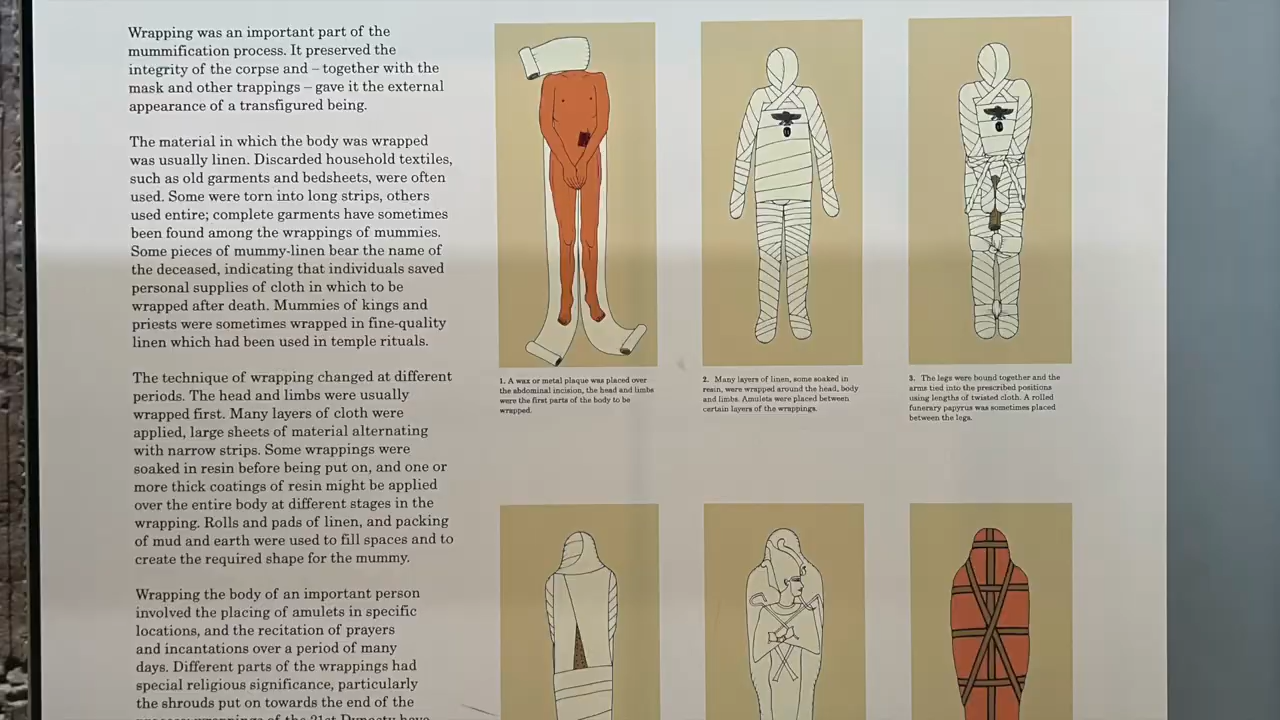 Wrapping was an important part of the
mummification process. It preserved the
integrity of the corpse and – together with the
mask and other trappings – gave it the external
appearance of a transfigured being.
The material in which the body was wrapped
was usually linen. Discarded household textiles,
such as old garments and bedsheets, were often
used. Some were torn into long strips, others
used entire; complete garments have sometimes
been found among the wrappings of mummies.
Some pieces of mummy-linen bear the name of
the deceased, indicating that individuals saved
personal supplies of cloth in which to be
wrapped after death. Mummies of kings and
priests were sometimes wrapped in fine-quality
linen which had been used in temple rituals.
The technique of wrapping changed at different
periods. The head and limbs were usually
wrapped first. Many layers of cloth were
applied, large sheets of material alternating
with narrow strips. Some wrappings were
soaked in resin before being put on, and one or
more thick coatings of resin might be applied
over the entire body at different stages in the
wrapping. Rolls and pads of linen, and packing
of mud and earth were used to fill spaces and to
create the required shape for the mummy.
Wrapping the body of an important person
involved the placing of amulets in specific
locations, and the recitation of prayers
and incantations over a period of many
days. Different parts of the wrappings had
special religious significance, particularly
the shrouds put on towards the end of the
process wrappings of the 21st Dynasty have
1. A wax or metal plaque was placed over
the abdominal incision, the head and limbs
were the first parts of the body to be
wrapped.
2. Many layers of linen, some soaked in
resin, were wrapped around the head, body
and limbs. Amulets were placed between
certain layers of the wrappings.
3. The legs were bound together and the
arms tied into the prescribed positions
using lengths of twisted cloth. A rolled
funerary papyrus was sometimes placed
between the legs.